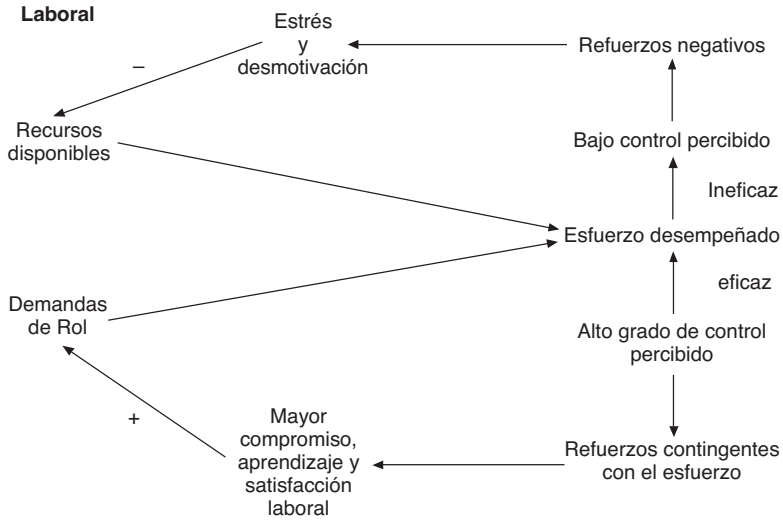 Laboral
Estrés
y
desmotivación
Refuerzos negativos
–
Recursos
disponibles
Bajo control percibido
Ineficaz
Esfuerzo desempeñado
eficaz
Demandas
de Rol
Alto grado de control
percibido
+
Mayor
compromiso,
aprendizaje y
satisfacción
laboral
Refuerzos contingentes
con el esfuerzo